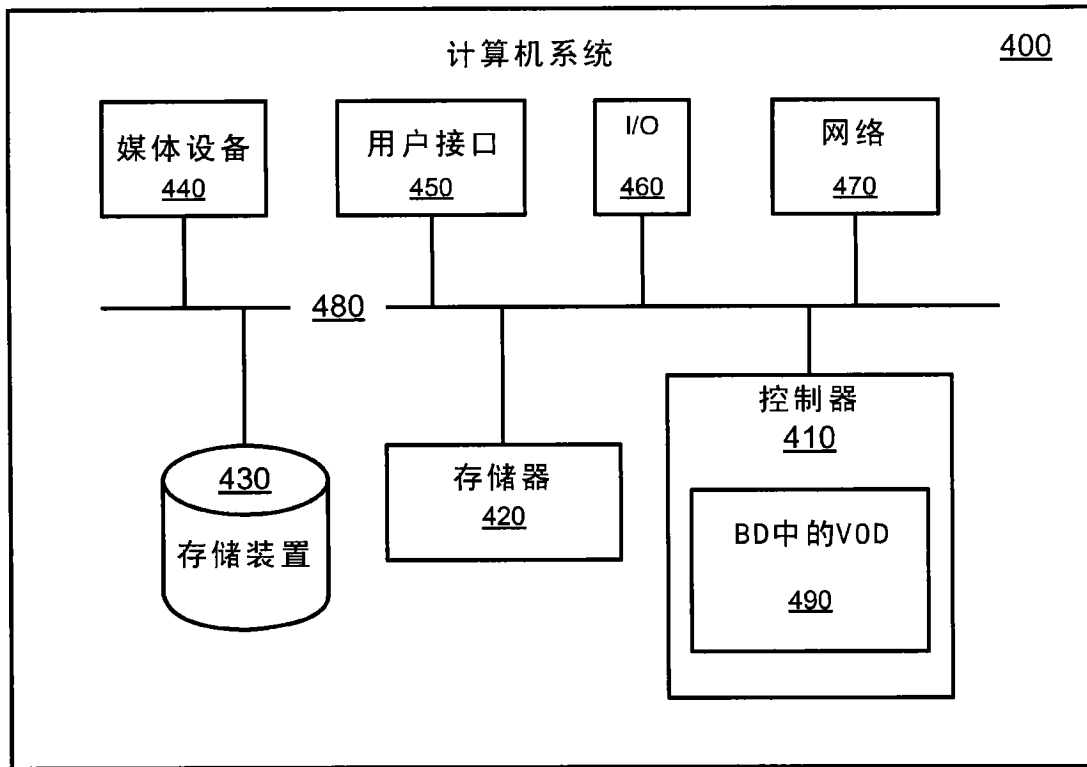 计算机系统
400
媒体设备
440
用户接口
450
I/O
460
网络
470
480
430
存储装置
存储器
420
控制器
410
BD中的VOD
490